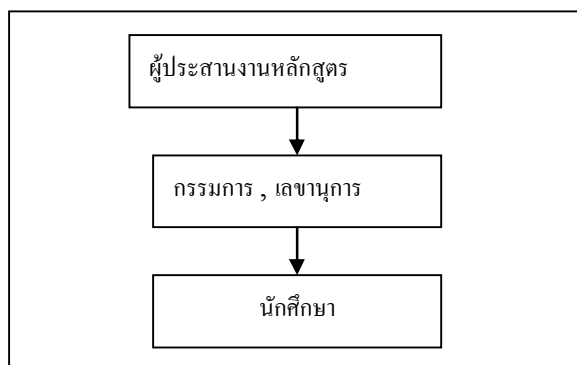 ผู้ประสานงานหลักสูตร
กรรมการ , เลขานุการ
นักศึกษา